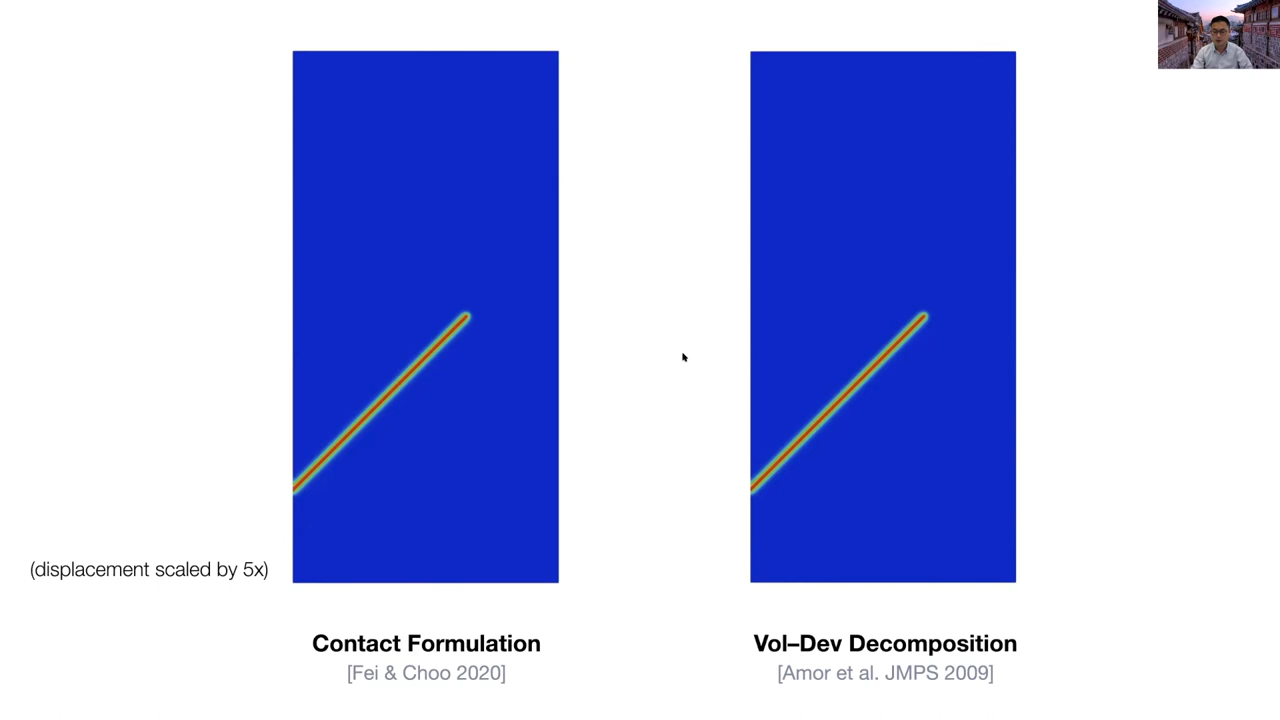 (displacement scaled by 5x)
Contact Formulation
[Fei & Choo 2020]
Vol–Dev Decomposition
[Amor et al. JMPS 2009]